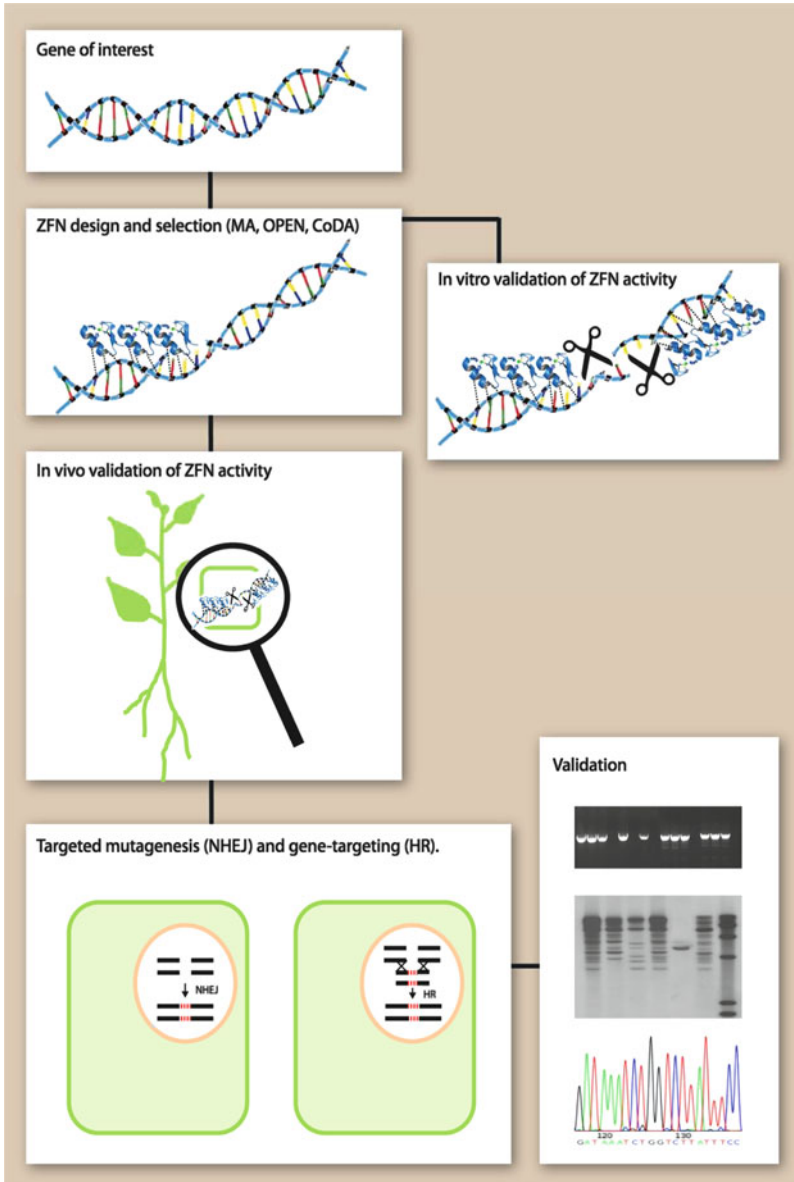 Gene of interest
ZFN design and selection (MA, OPEN, CoDA)
In vitro validation of ZFN activity
In vivo validation of ZFN activity
Validation
Targeted mutagenesis (NHEJ) and gene-targeting (HR).
NHEJ
HR
120 130
GATAAATCTGGTCTTATTTCC